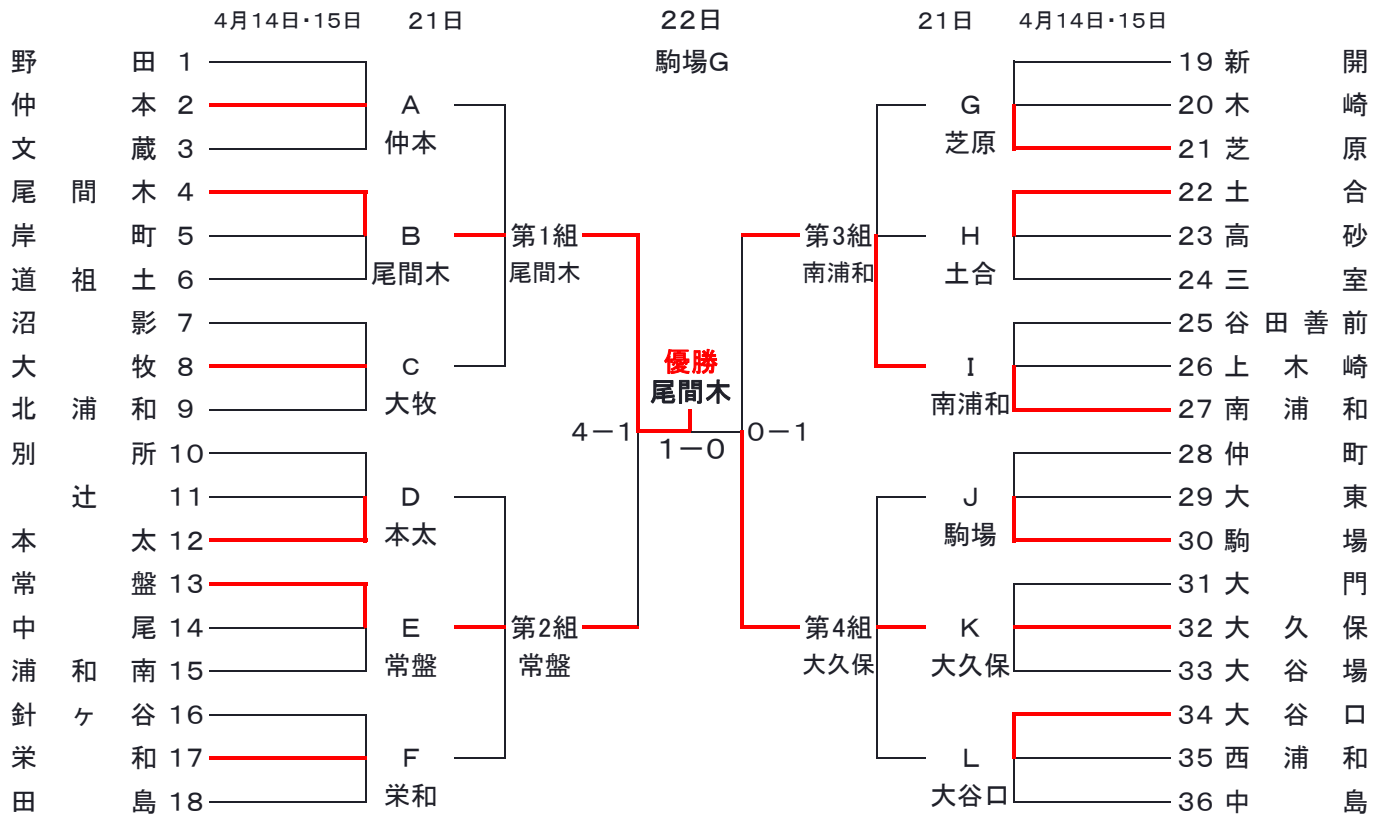 4月14日・15日 21日 22日 21日 4月14日・15日
野田 1 駒場G 19 新開
仲本 2 A G 20 木崎
文蔵 3 仲本 芝原 21 芝原
尾間木 4 22 土合
岸町 5 B 第1組 第3組 H 23 高砂
道祖土 6 尾間木 尾間木 南浦和 土合 24 三室
沼影 7 25 谷田善前
大牧 8 C 優勝 I 26 上木崎
北浦和 9 大牧 尾間木 南浦和 27 南浦和
4－1 1－0 0－1
別所 10 28 仲町
辻 11 D J 29 大東
本太 12 本太 駒場 30 駒場
常盤 13 31 大門
中尾 14 E 第2組 第4組 K 32 大久保
浦和南 15 常盤 常盤 大久保 大久保 33 大谷場
針ヶ谷 16 34 大谷口
栄和 17 F L 35 西浦和
田島 18 栄和 大谷口 36 中島